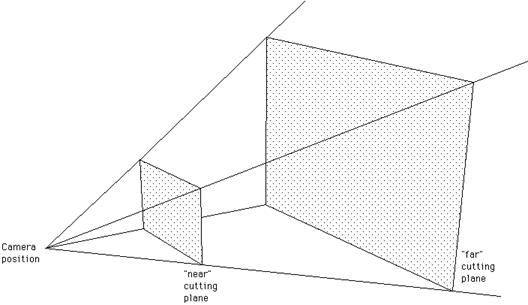 Camera
position
"near"
cutting
plane
"far"
cutting
plane